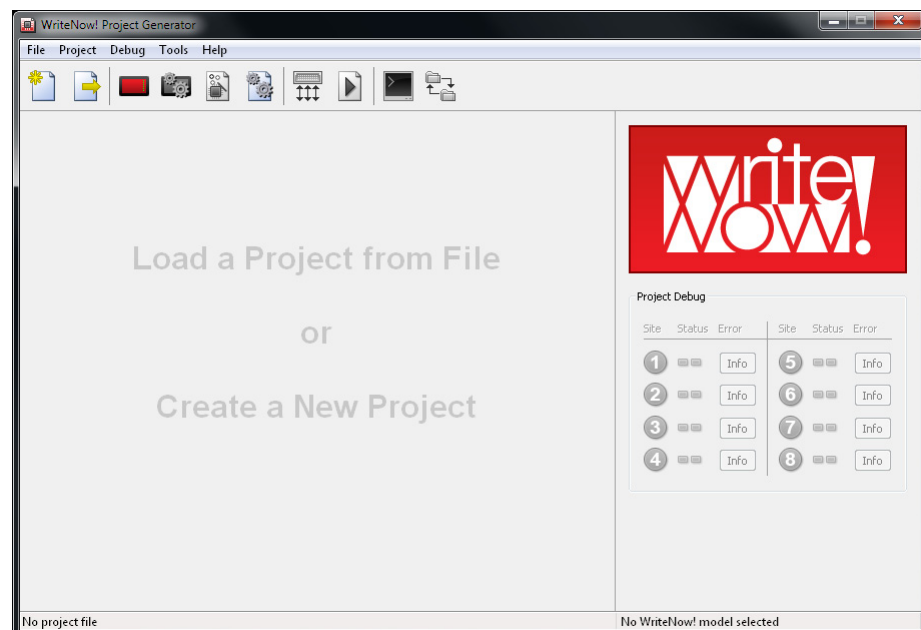 WriteNow! Project Generator
File Project Debug Tools Help
Load a Project from File
or
Create a New Project
Write
Now!
Project Debug
Site Status Error Site Status Error
1 Info 5 Info
2 Info 6 Info
3 Info 7 Info
4 Info 8 Info
No project file No WriteNow! model selected